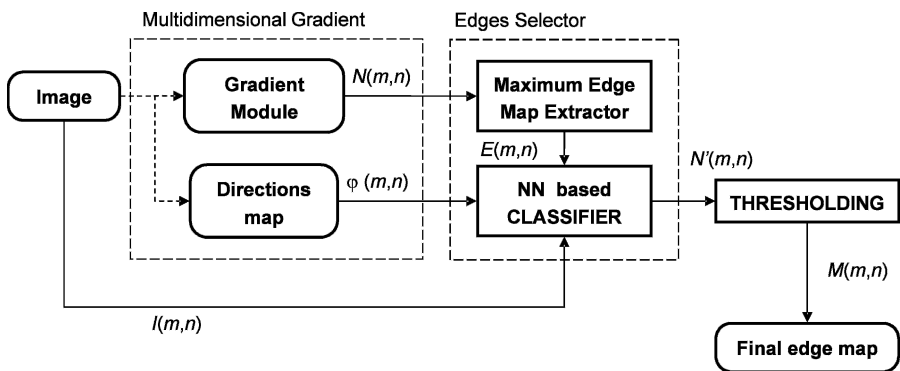 Multidimensional Gradient
Edges Selector
Image
Gradient
Module
N(m,n)
Maximum Edge
Map Extractor
E(m,n)
Directions
map
φ (m,n)
NN based
CLASSIFIER
N'(m,n)
THRESHOLDING
M(m,n)
I(m,n)
Final edge map